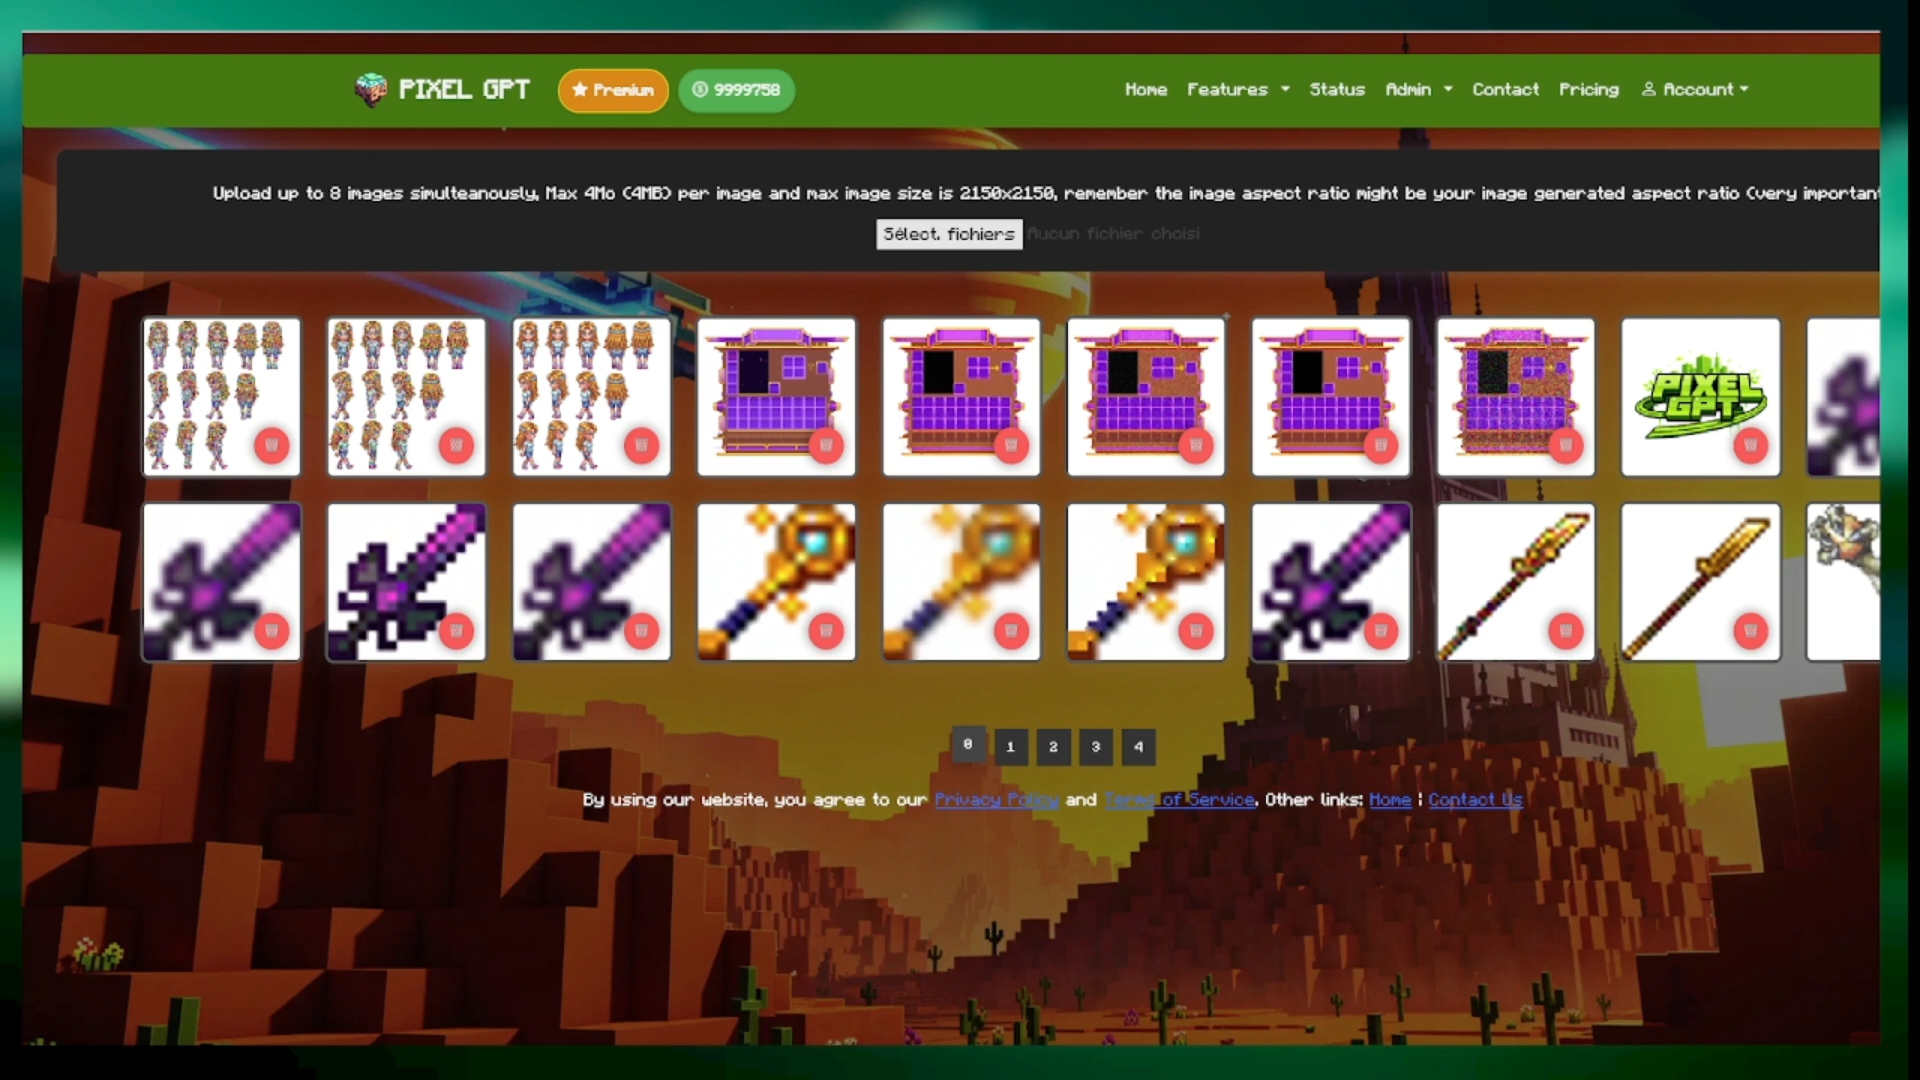 PIXEL GPT
Premium
9999758
Home Features Status Admin Contact Pricing Account
Upload up to 8 images simulteanously, Max 4Mo (4MB) per image and max image size is 2150x2150, remember the image aspect ratio might be your image generated aspect ratio (very important
Sélect. fichiers Aucun fichier choisi
PIXEL
GPT
0 1 2 3 4
By using our website, you agree to our Privacy Policy and Terms of Service. Other links: Home | Contact Us